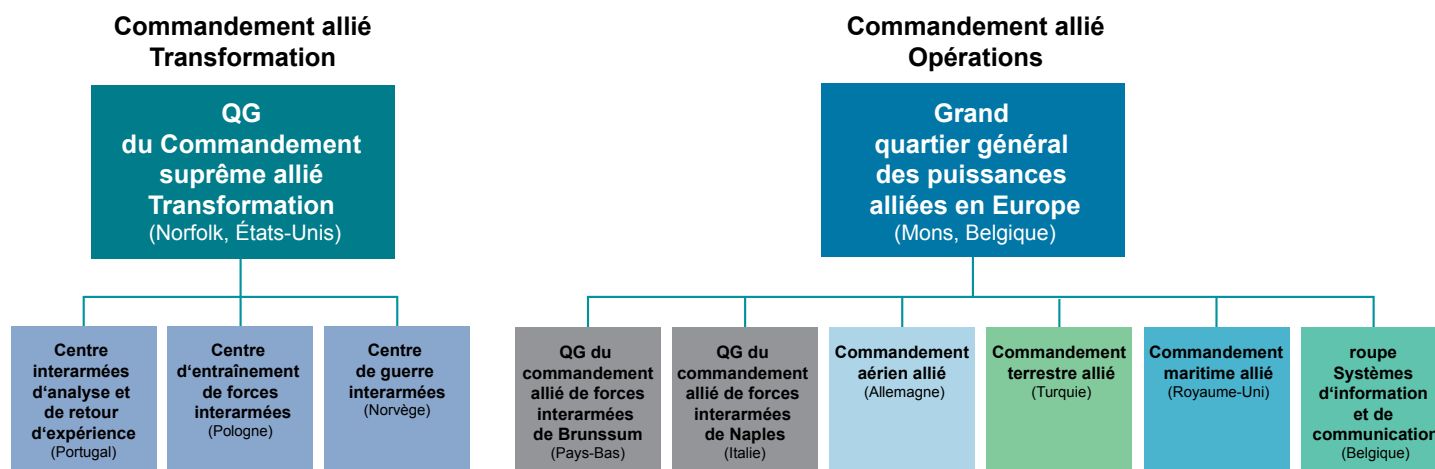 Commandement allié
Transformation
QG
du Commandement
suprême allié
Transformation
(Norfolk, États-Unis)
Centre
interarmées
d‘analyse et
de retour
d‘expérience
(Portugal)
Centre
d‘entraînement
de forces
interarmées
(Pologne)
Centre
de guerre
interarmées
(Norvège)
Commandement allié
Opérations
Grand
quartier général
des puissances
alliées en Europe
(Mons, Belgique)
QG du
commandement
allié de forces
interarmées
de Brunssum
(Pays-Bas)
QG du
commandement
allié de forces
interarmées
de Naples
(Italie)
Commandement
aérien allié
(Allemagne)
Commandement
terrestre allié
(Turquie)
Commandement
maritime allié
(Royaume-Uni)
roupe
Systèmes
d‘information
et de
communication
(Belgique)